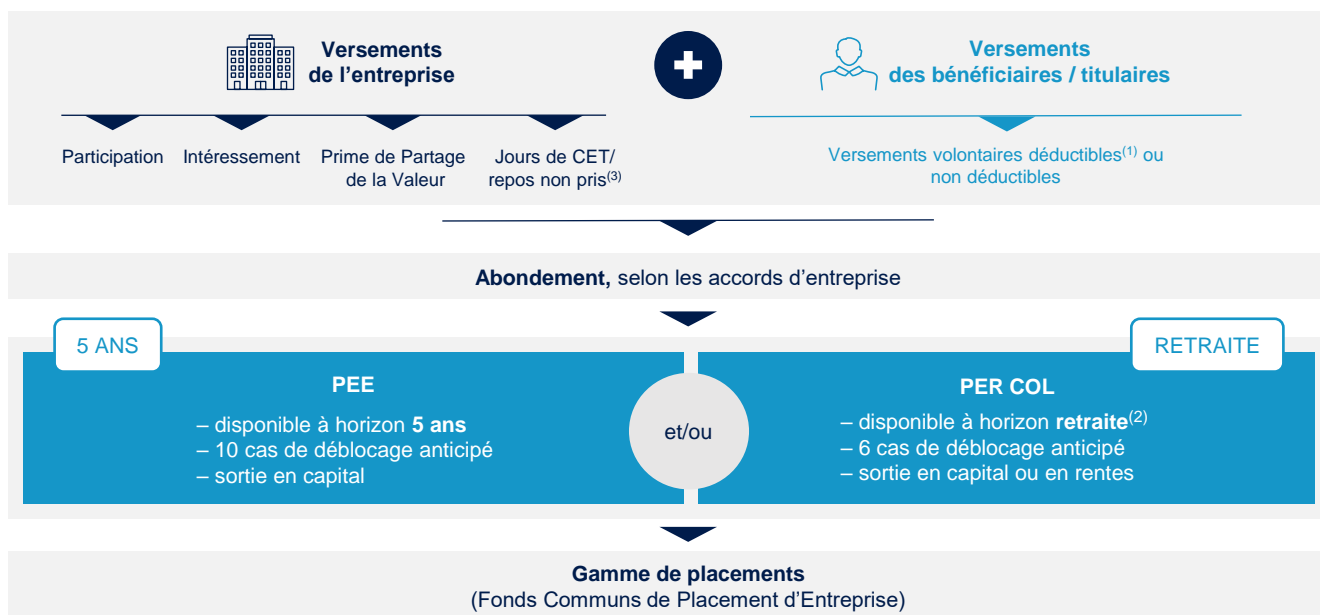 Versements
de l'entreprise
Versements
des bénéficiaires / titulaires
Participation
Intéressement
Prime de Partage
de la Valeur
Jours de CET/
repos non pris(3)
Versements volontaires déductibles(1) ou
non déductibles
Abondement, selon les accords d'entreprise
5 ANS
PEE
– disponible à horizon 5 ans
– 10 cas de déblocage anticipé
– sortie en capital
et/ou
RETRAITE
PER COL
– disponible à horizon retraite(2)
– 6 cas de déblocage anticipé
– sortie en capital ou en rentes
Gamme de placements
(Fonds Communs de Placement d'Entreprise)